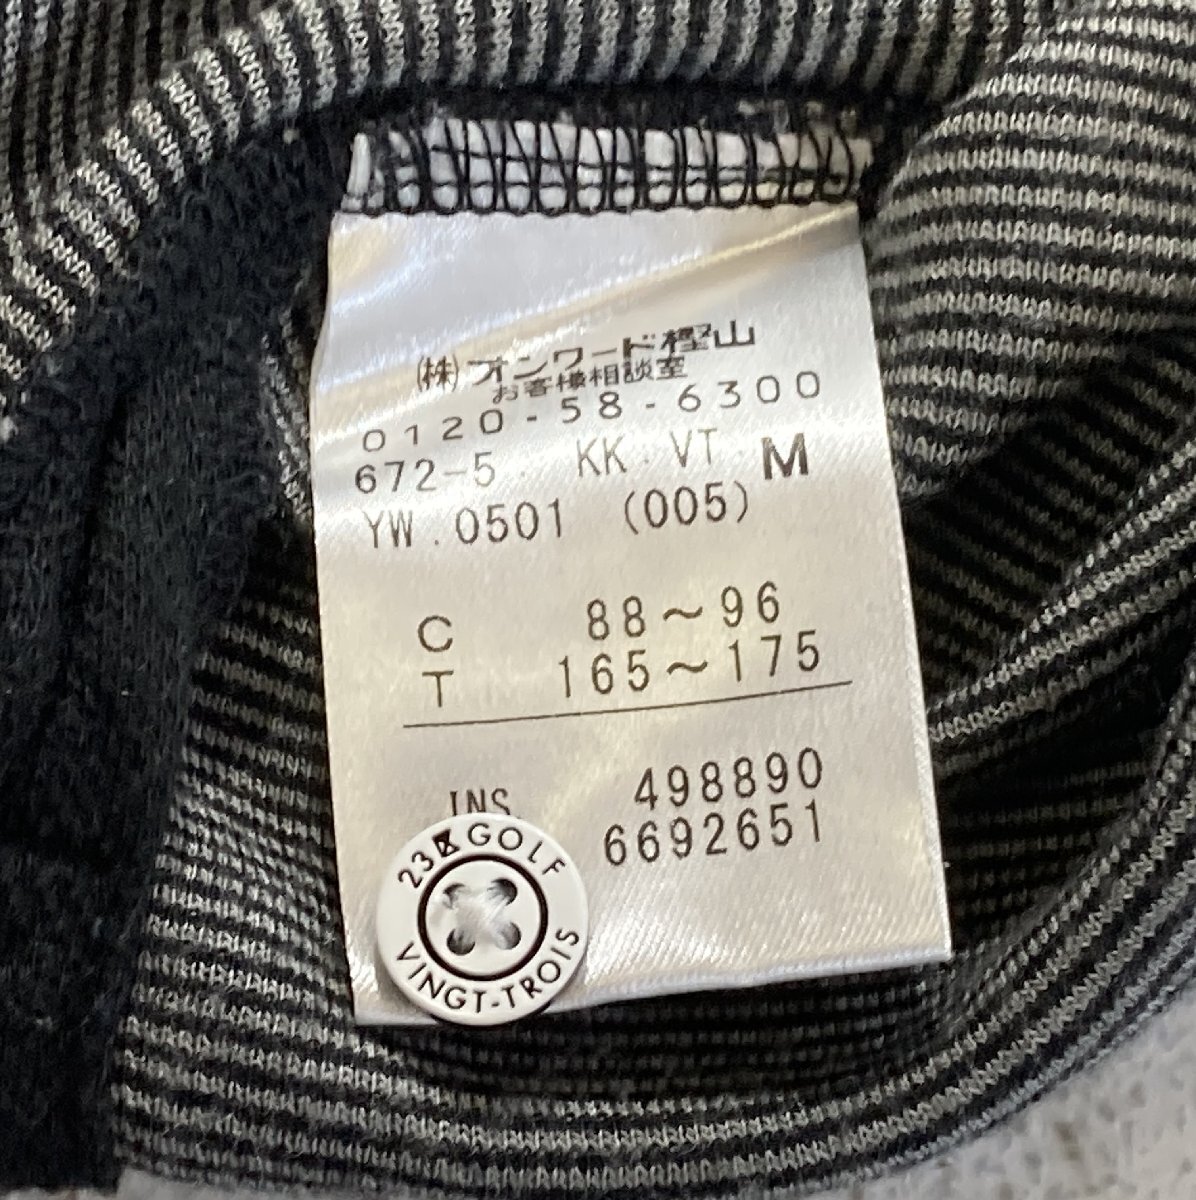 (株)オンワード樫山
お客様相談室
0120-58-6300
672-5. KK.VT. M
YW.0501 (005)
C 88～96
T 165～175
INS 498890
6692651
23区GOLF
VINGT-TROIS